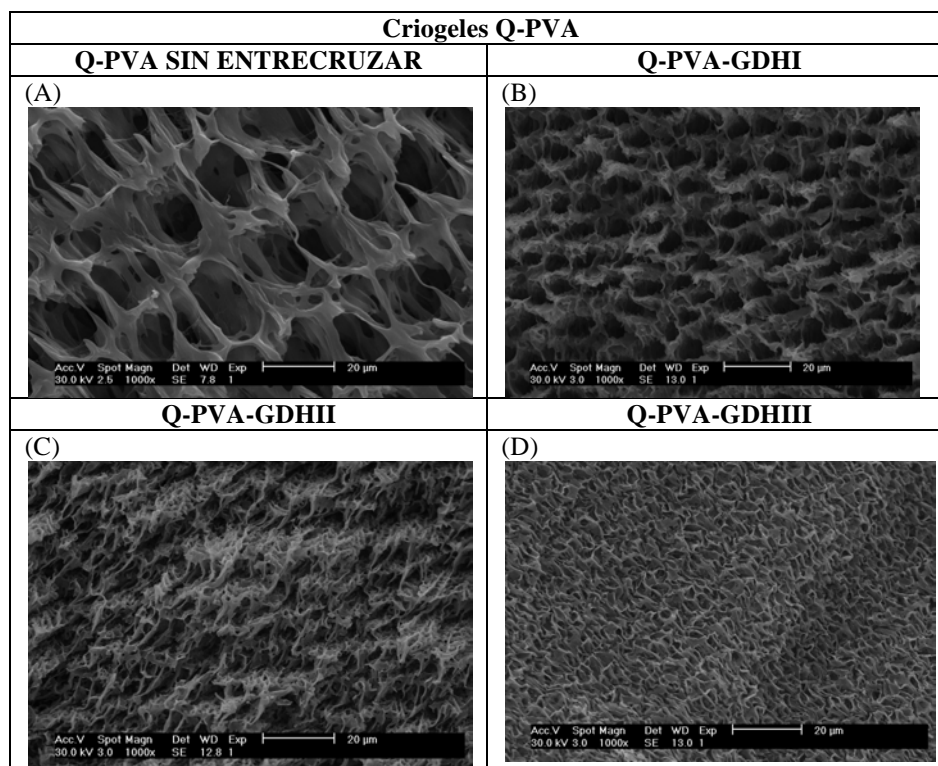 Criogeles Q-PVA
Q-PVA SIN ENTRECRUZAR
Q-PVA-GDHI
(A)
(B)
Acc.V Spot Magn Det WD Exp 20 µm
30.0 kV 2.5 1000x SE 7.8 1
Acc.V Spot Magn Det WD Exp 20 µm
30.0 kV 3.0 1000x SE 13.0 1
Q-PVA-GDHII
Q-PVA-GDHIII
(C)
(D)
Acc.V Spot Magn Det WD Exp 20 µm
30.0 kV 3.0 1000x SE 12.8 1
Acc.V Spot Magn Det WD Exp 20 µm
30.0 kV 3.0 1000x SE 13.0 1